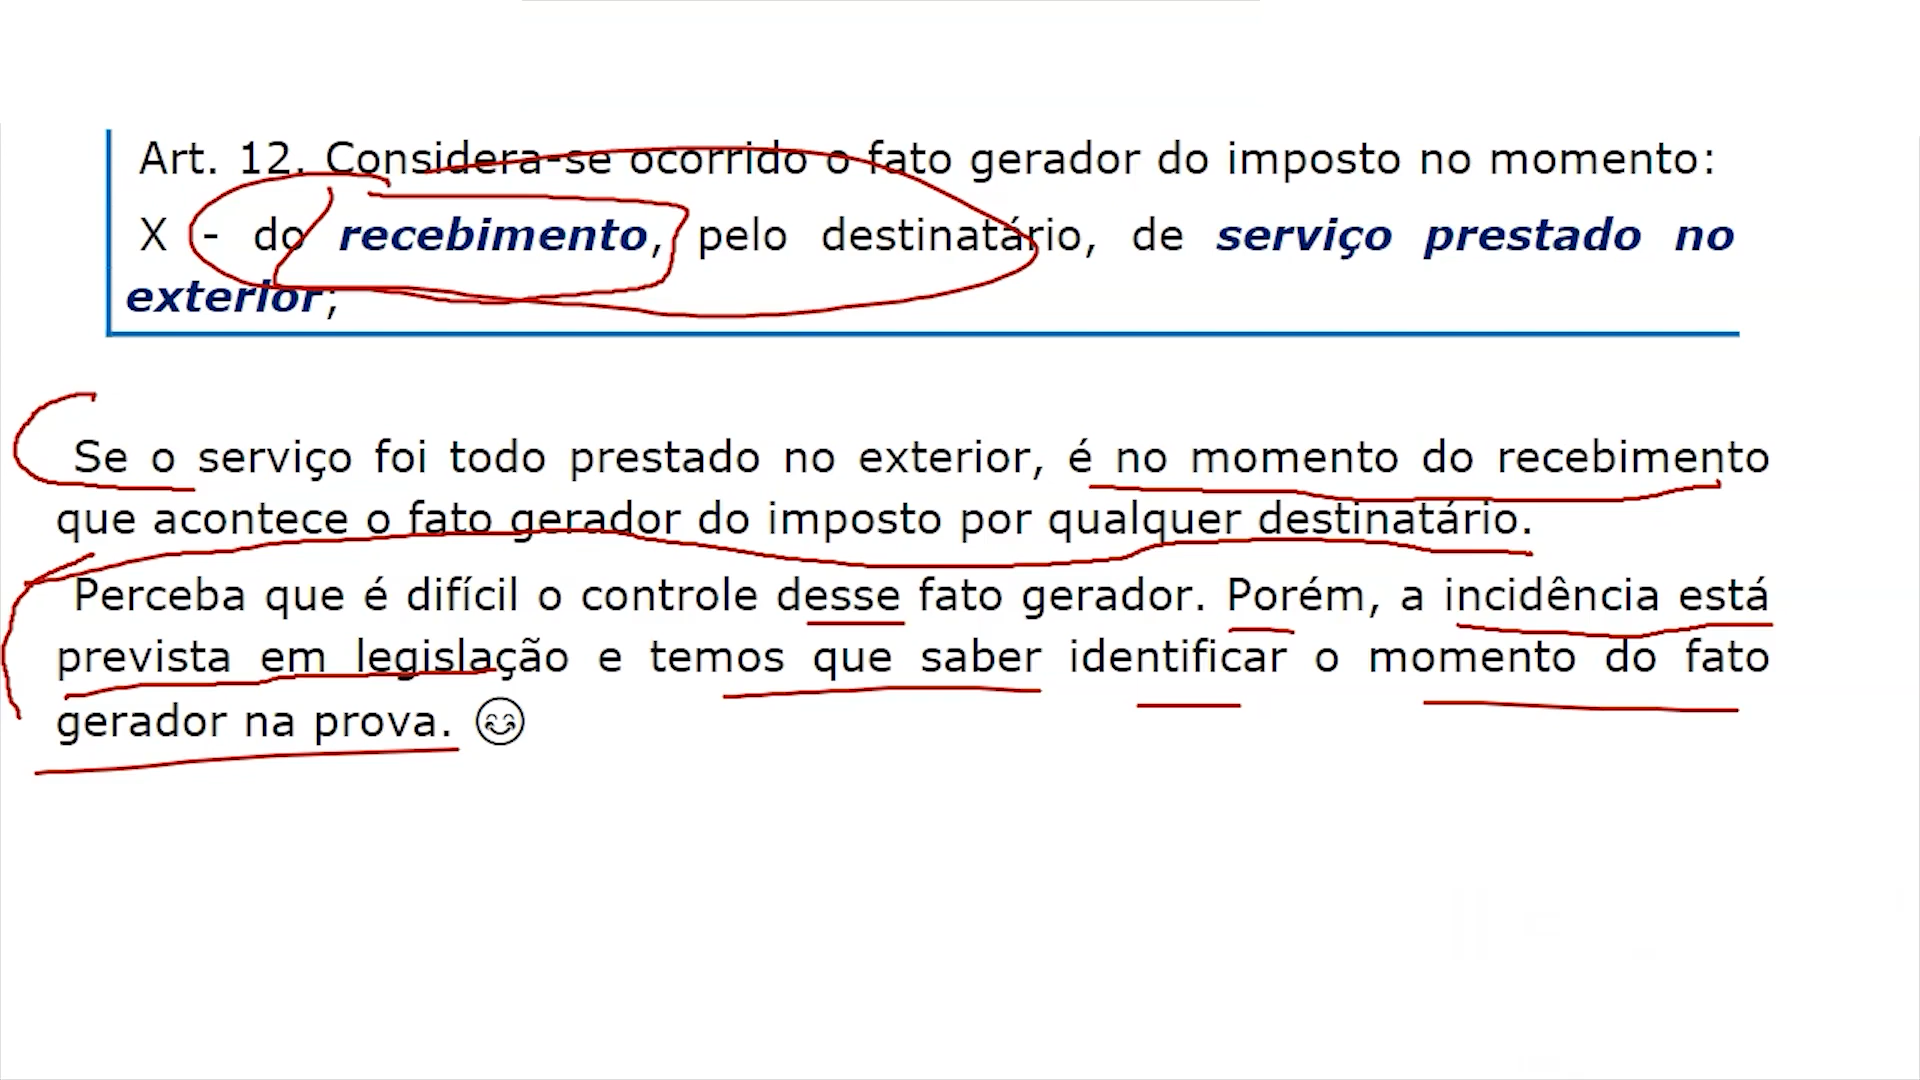 Art. 12. Considera-se ocorrido o fato gerador do imposto no momento:
X - do recebimento, pelo destinatário, de serviço prestado no
exterior;
Se o serviço foi todo prestado no exterior, é no momento do recebimento
que acontece o fato gerador do imposto por qualquer destinatário.
Perceba que é difícil o controle desse fato gerador. Porém, a incidência está
prevista em legislação e temos que saber identificar o momento do fato
gerador na prova. 😊